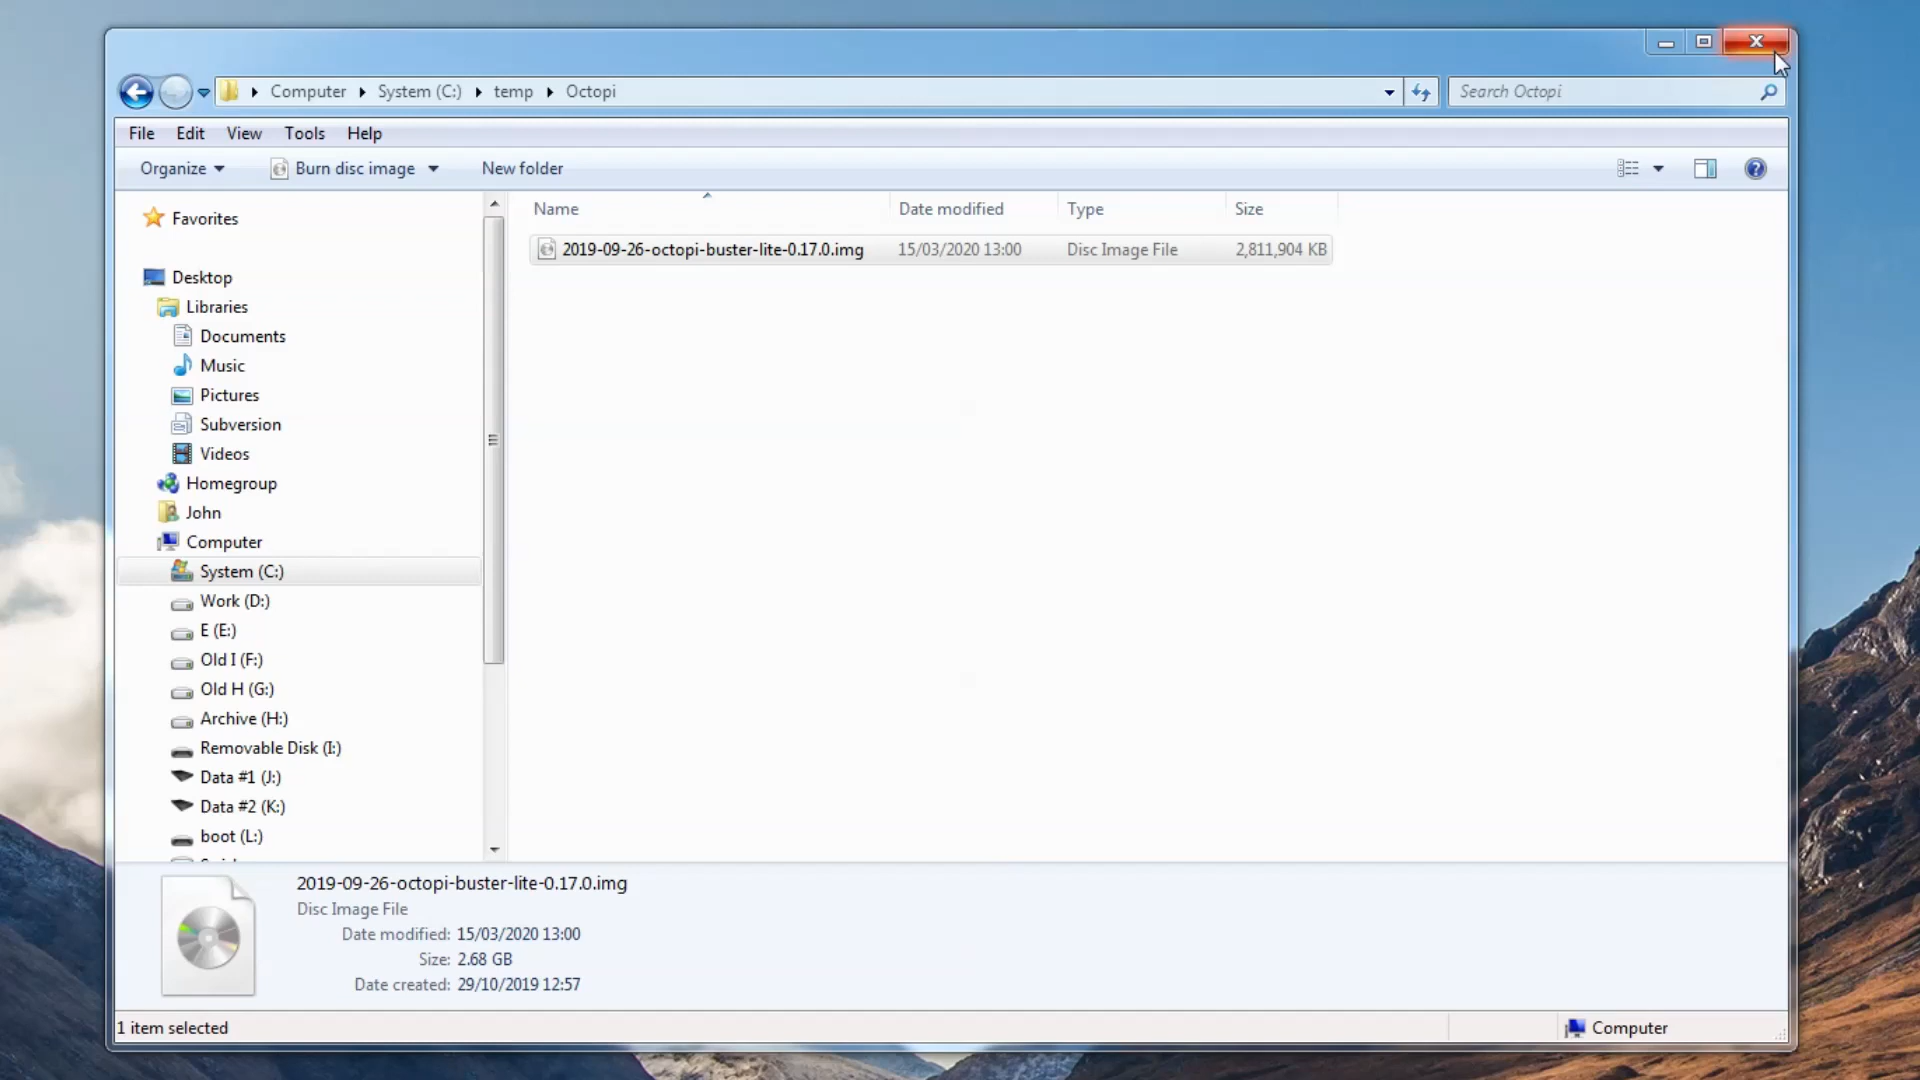 Computer System (C:) temp Octopi
Search Octopi
File Edit View Tools Help
Organize Burn disc image New folder
Name Date modified Type Size
2019-09-26-octopi-buster-lite-0.17.0.img 15/03/2020 13:00 Disc Image File 2,811,904 KB
Favorites
Desktop
Libraries
Documents
Music
Pictures
Subversion
Videos
Homegroup
John
Computer
System (C:)
Work (D:)
E (E:)
Old I (F:)
Old H (G:)
Archive (H:)
Removable Disk (I:)
Data #1 (J:)
Data #2 (K:)
boot (L:)
2019-09-26-octopi-buster-lite-0.17.0.img
Disc Image File
Date modified: 15/03/2020 13:00
Size: 2.68 GB
Date created: 29/10/2019 12:57
1 item selected
Computer